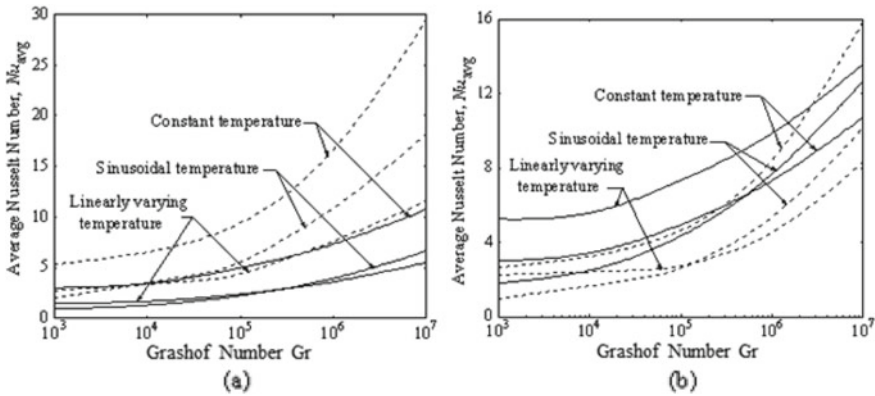 30
25
20
15
10
5
0
Average Nusselt Number, Nuavg
Constant temperature
Sinusoidal temperature
Linearly varying
temperature
10³ 10⁴ 10⁵ 10⁶ 10⁷
Grashof Number Gr
(a)
16
12
8
4
0
Average Nusselt Number, Nuavg
Constant temperature
Sinusoidal temperature
Linearly varying
temperature
10³ 10⁴ 10⁵ 10⁶ 10⁷
Grashof Number Gr
(b)